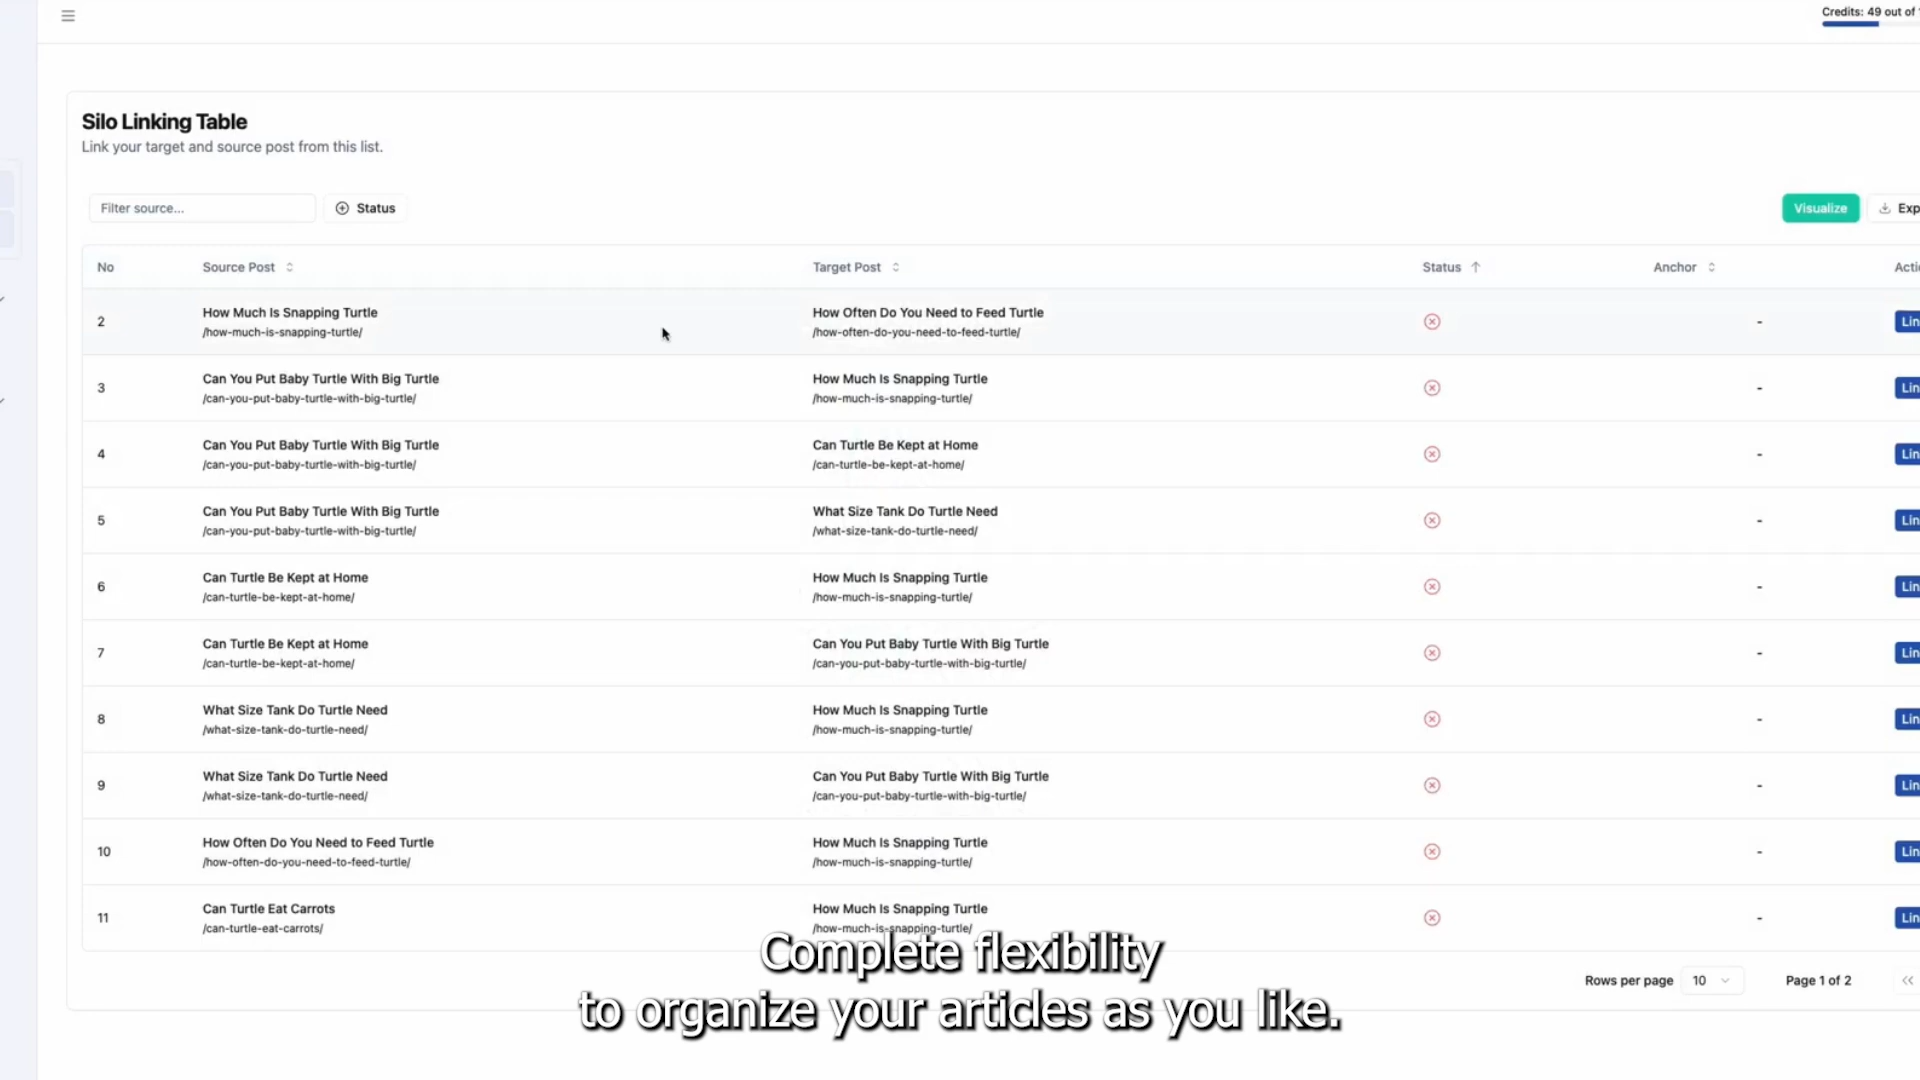 Credits: 49 out of
Silo Linking Table
Link your target and source post from this list.
Filter source...
Status
Visualize
Exp
No
Source Post
Target Post
Status
Anchor
Acti
2
How Much Is Snapping Turtle
/how-much-is-snapping-turtle/
How Often Do You Need to Feed Turtle
/how-often-do-you-need-to-feed-turtle/
-
Lin
3
Can You Put Baby Turtle With Big Turtle
/can-you-put-baby-turtle-with-big-turtle/
How Much Is Snapping Turtle
/how-much-is-snapping-turtle/
-
Lin
4
Can You Put Baby Turtle With Big Turtle
/can-you-put-baby-turtle-with-big-turtle/
Can Turtle Be Kept at Home
/can-turtle-be-kept-at-home/
-
Lin
5
Can You Put Baby Turtle With Big Turtle
/can-you-put-baby-turtle-with-big-turtle/
What Size Tank Do Turtle Need
/what-size-tank-do-turtle-need/
-
Lin
6
Can Turtle Be Kept at Home
/can-turtle-be-kept-at-home/
How Much Is Snapping Turtle
/how-much-is-snapping-turtle/
-
Lin
7
Can Turtle Be Kept at Home
/can-turtle-be-kept-at-home/
Can You Put Baby Turtle With Big Turtle
/can-you-put-baby-turtle-with-big-turtle/
-
Lin
8
What Size Tank Do Turtle Need
/what-size-tank-do-turtle-need/
How Much Is Snapping Turtle
/how-much-is-snapping-turtle/
-
Lin
9
What Size Tank Do Turtle Need
/what-size-tank-do-turtle-need/
Can You Put Baby Turtle With Big Turtle
/can-you-put-baby-turtle-with-big-turtle/
-
Lin
10
How Often Do You Need to Feed Turtle
/how-often-do-you-need-to-feed-turtle/
How Much Is Snapping Turtle
/how-much-is-snapping-turtle/
-
Lin
11
Can Turtle Eat Carrots
/can-turtle-eat-carrots/
How Much Is Snapping Turtle
/how-much-is-snapping-turtle/
-
Lin
Complete flexibility
to organize your articles as you like.
Rows per page
10
Page 1 of 2